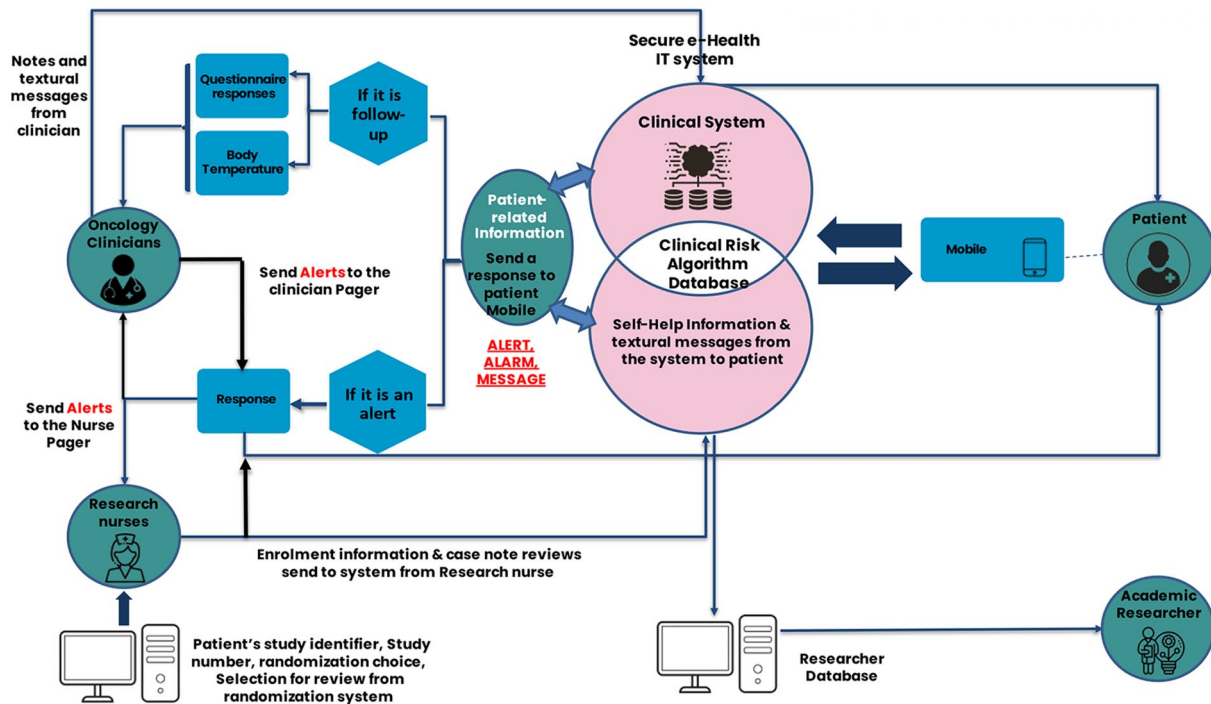 Notes and
textural
messages
from
clinician
Questionnaire
responses
Body
Temperature
If it is
follow-
up
Secure e-Health
IT system
Clinical System
Patient-
related
Information
Send a
response to
patient
Mobile
ALERT,
ALARM,
MESSAGE
Clinical Risk
Algorithm
Database
Self-Help Information &
textural messages from
the system to patient
Mobile
Patient
Oncology
Clinicians
Send Alerts to the
clinician Pager
Response
If it is an
alert
Send Alerts
to the Nurse
Pager
Research
nurses
Enrolment information & case note reviews
send to system from Research nurse
Patient's study identifier, Study
number, randomization choice,
Selection for review from
randomization system
Researcher
Database
Academic
Researcher